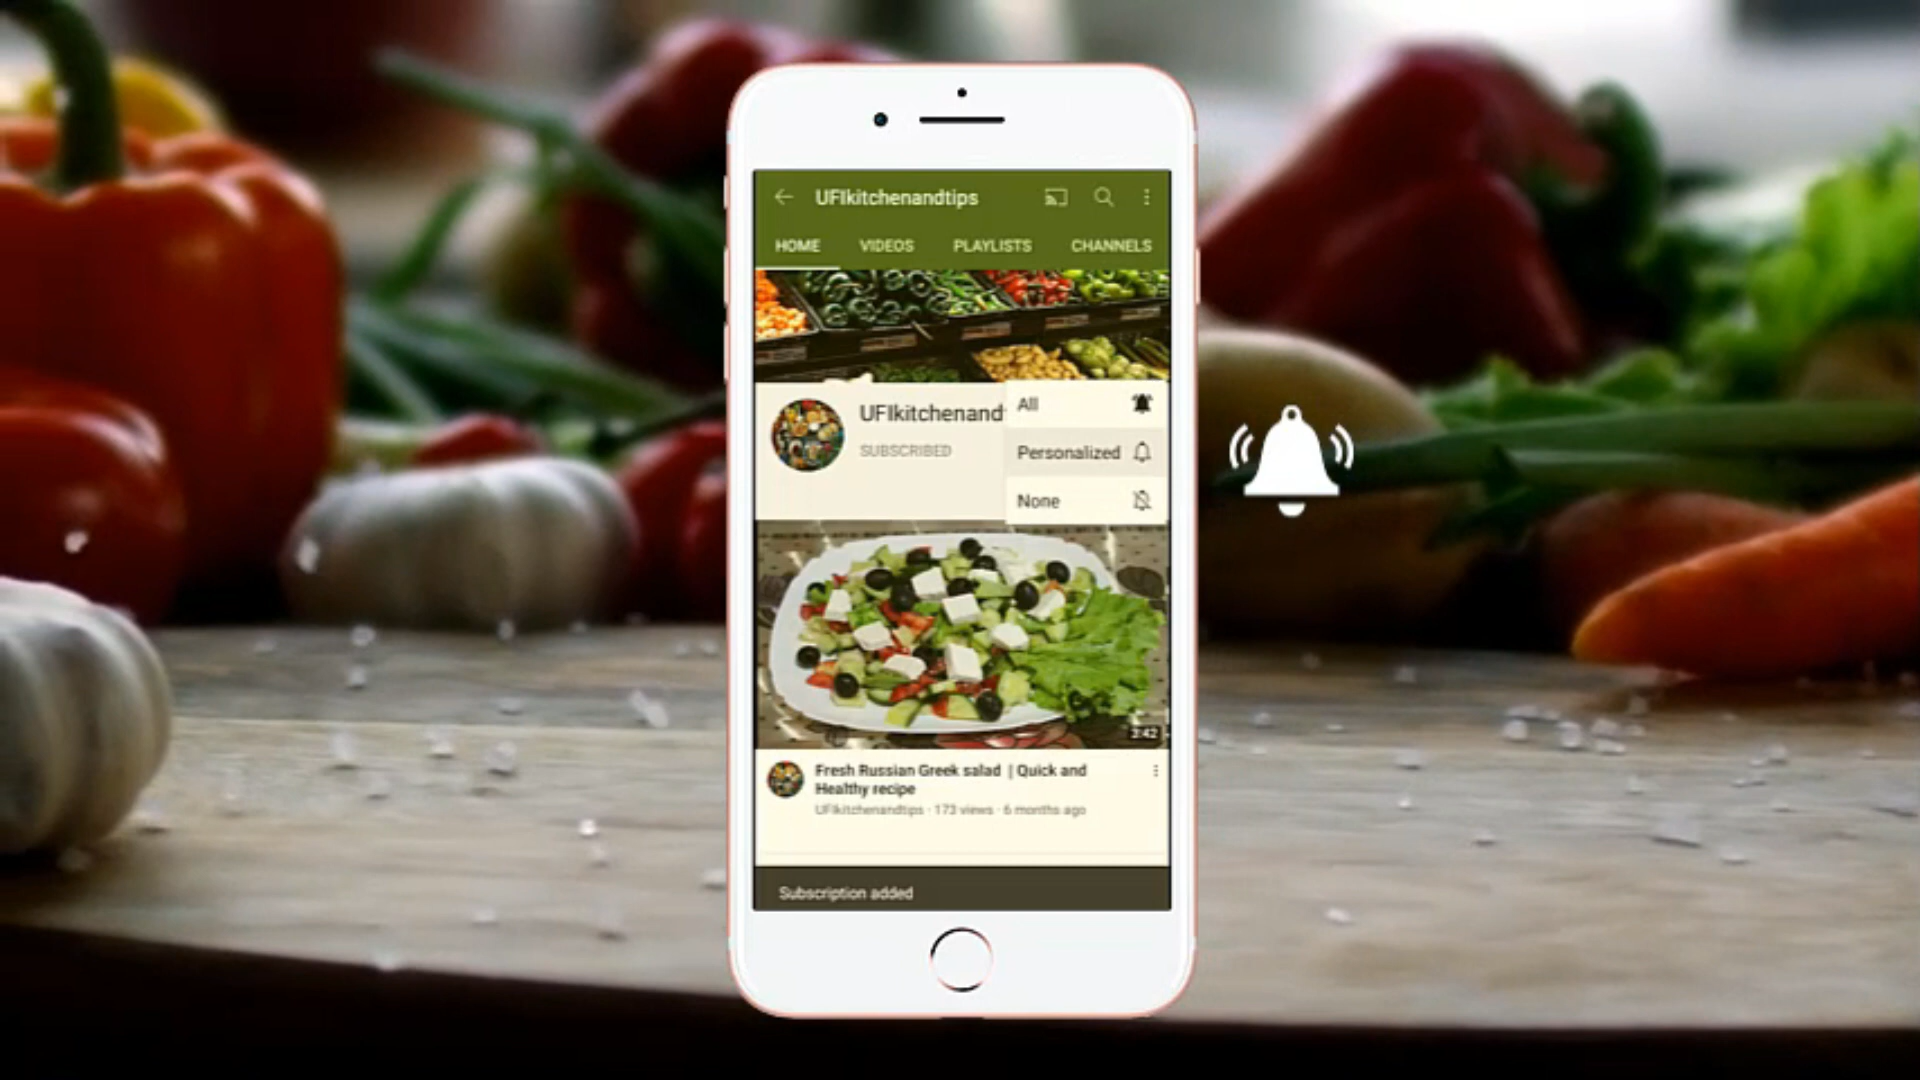 UFIkitchenandtips
HOME VIDEOS PLAYLISTS CHANNELS
UFIkitchenand
SUBSCRIBED
All
Personalized
None
3:42
Fresh Russian Greek salad | Quick and
Healthy recipe
UFIkitchenandtips · 173 views · 6 months ago
Subscription added